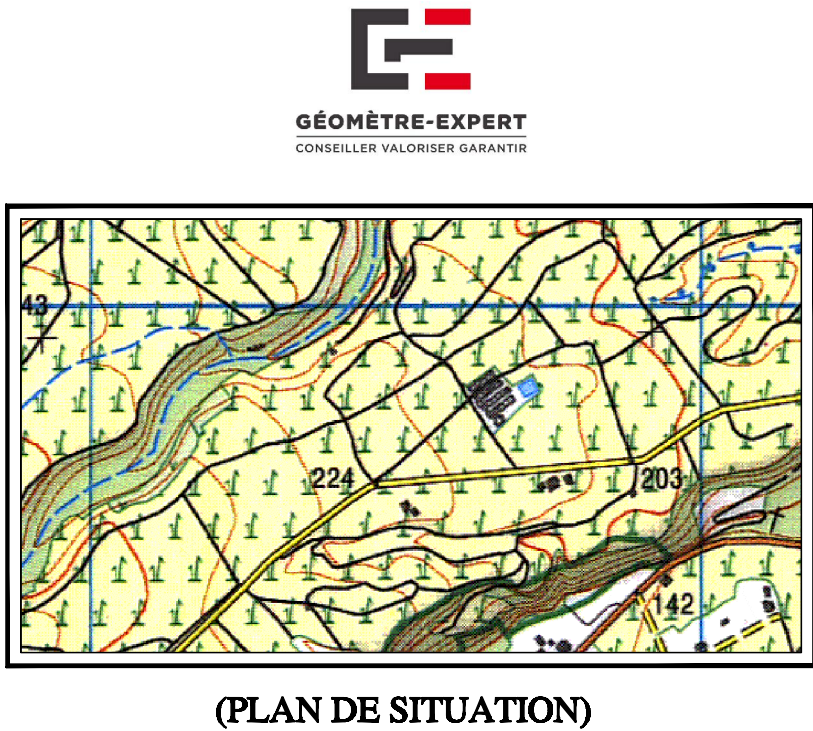 GÉOMÈTRE-EXPERT
CONSEILLER VALORISER GARANTIR
43
224
203
142
(PLAN DE SITUATION)